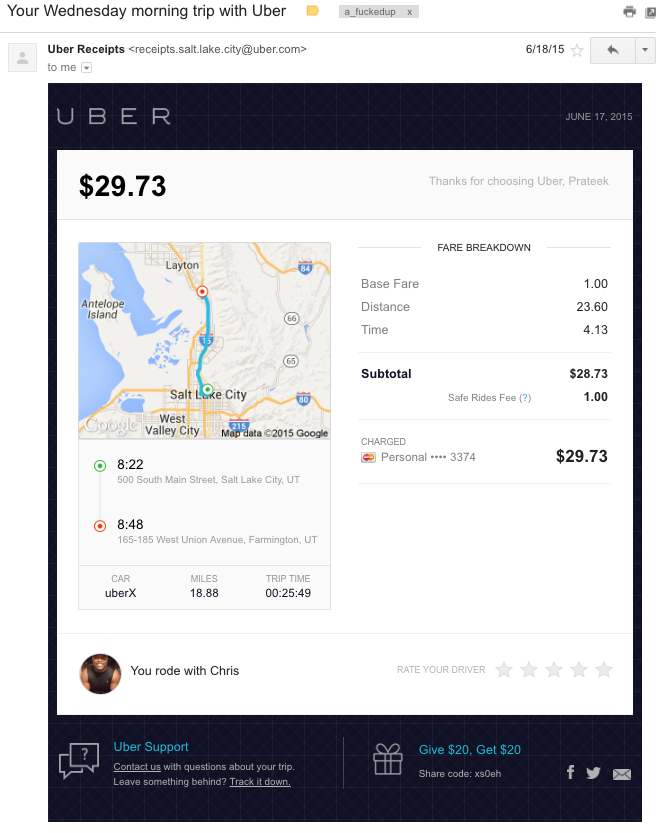 Your Wednesday morning trip with Uber
a_fuckedup x
Uber Receipts <receipts.salt.lake.city@uber.com>
6/18/15
to me
UBER
JUNE 17, 2015
$29.73
Thanks for choosing Uber, Prateek
Layton
84
Antelope
Island
66
15
65
Salt Lake City
80
West
Valley City
215
Google
Map data ©2015 Google
FARE BREAKDOWN
Base Fare 1.00
Distance 23.60
Time 4.13
Subtotal $28.73
Safe Rides Fee (?) 1.00
CHARGED
Personal •••• 3374 $29.73
8:22
500 South Main Street, Salt Lake City, UT
8:48
165-185 West Union Avenue, Farmington, UT
CAR MILES TRIP TIME
uberX 18.88 00:25:49
You rode with Chris
RATE YOUR DRIVER
?
Uber Support
Contact us with questions about your trip.
Leave something behind? Track it down.
Give $20, Get $20
Share code: xs0eh